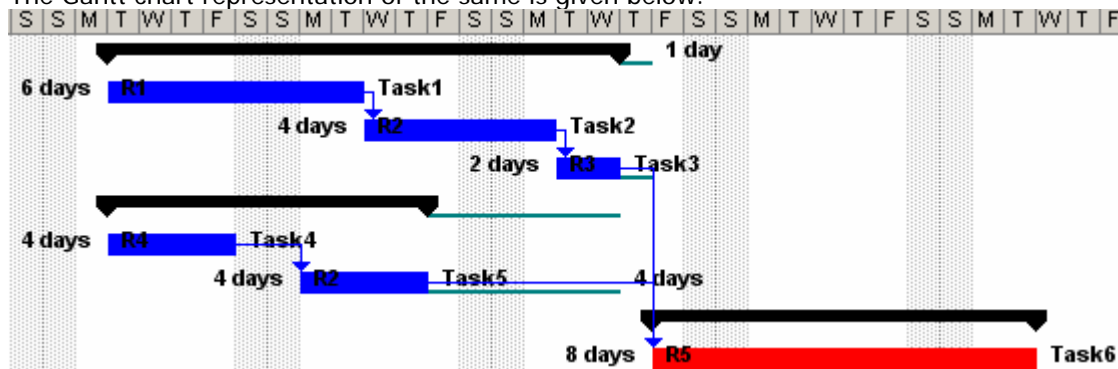 The Gantt chart representation of the same is given below.
S S M T W T F S S M T W T F S S M T W T F S S M T W T F S S M T W T F
1 day
6 days R1 Task1
4 days R2 Task2
2 days R3 Task3
4 days R4 Task4
4 days R2 Task5 4 days
8 days R5 Task6